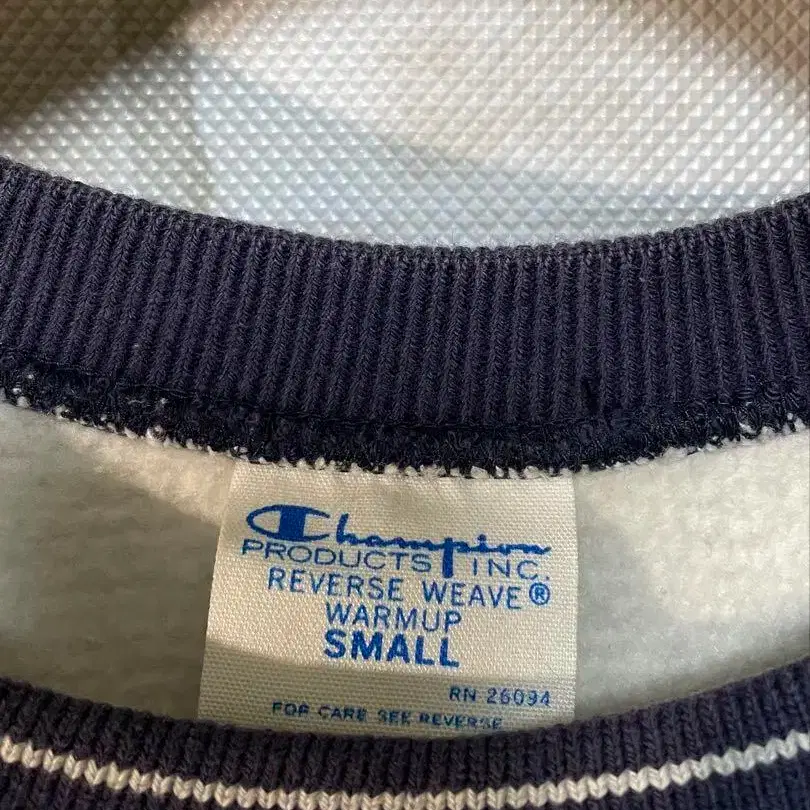 Champion
PRODUCTS INC.
REVERSE WEAVE®
WARMUP
SMALL
RN 26094
FOR CARE SEE REVERSE